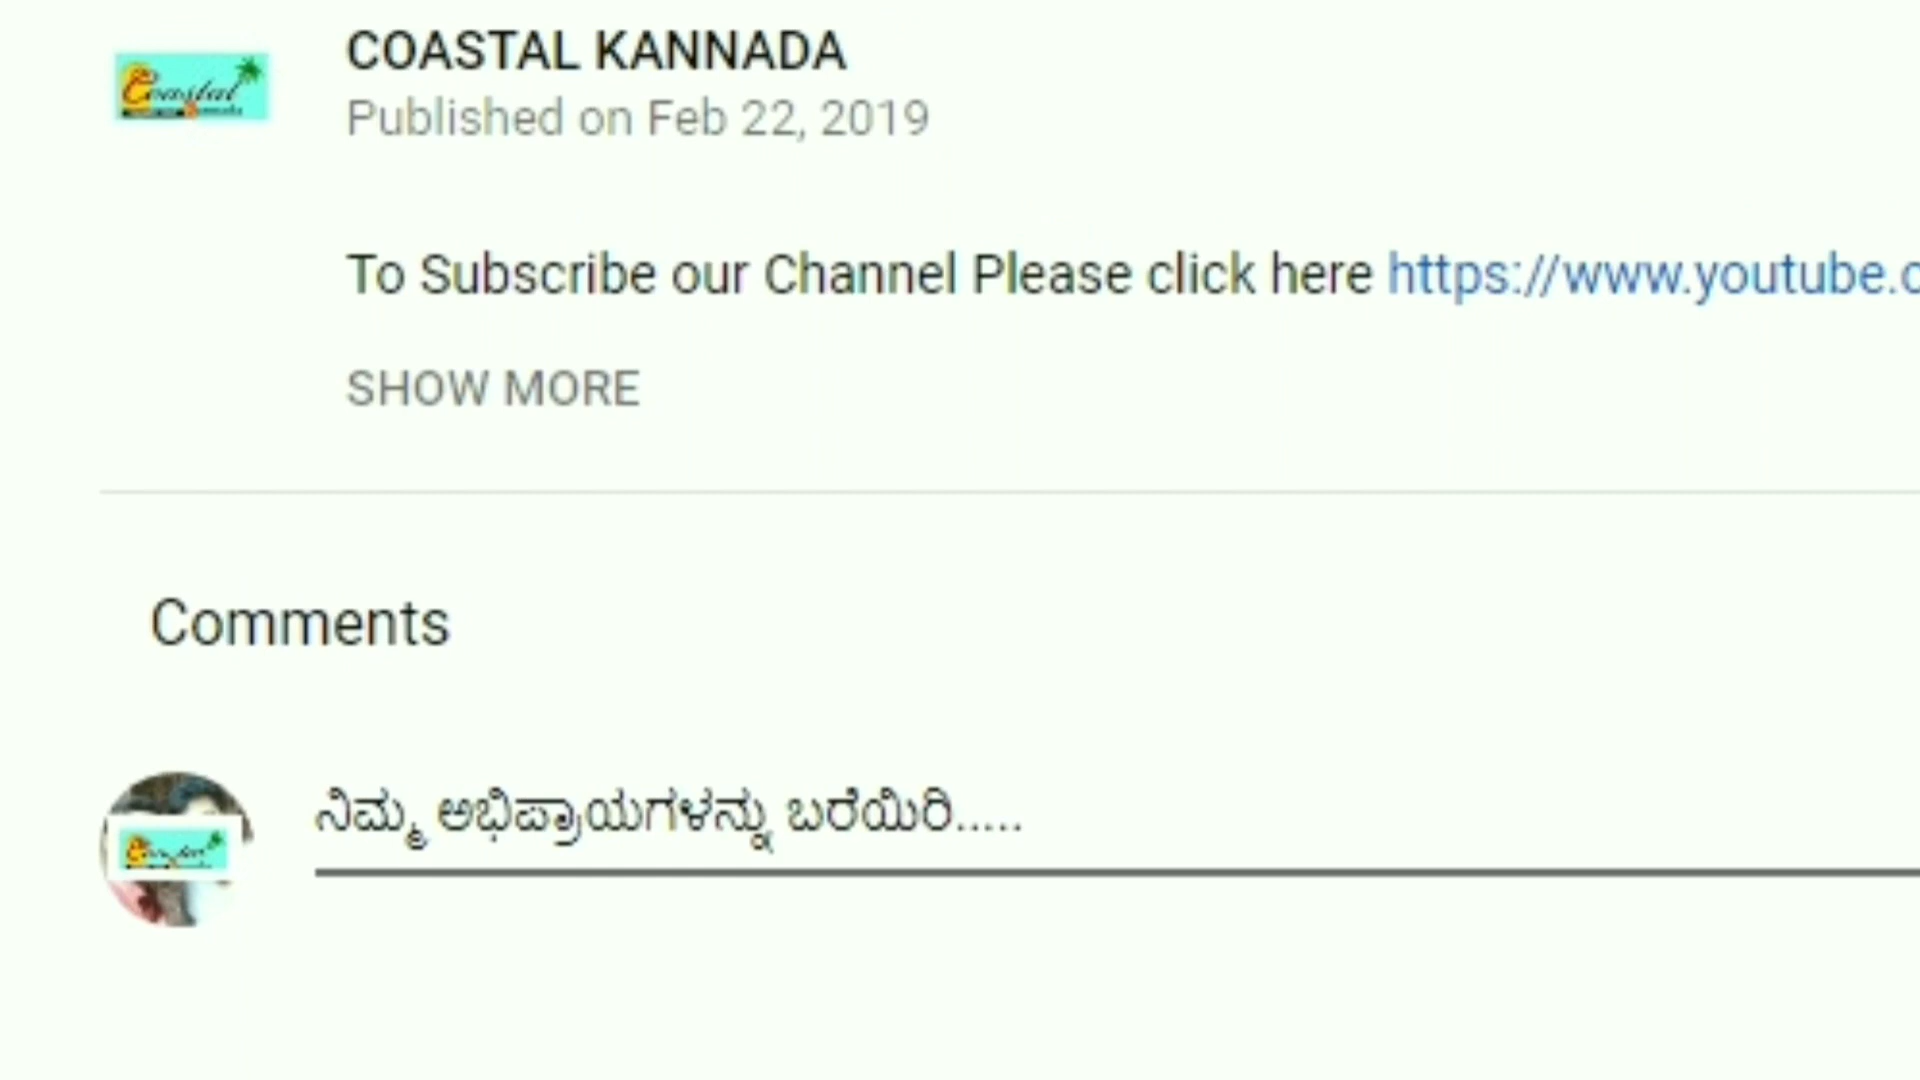 COASTAL KANNADA
Published on Feb 22, 2019
To Subscribe our Channel Please click here https://www.youtube.c
SHOW MORE
Comments
ನಿಮ್ಮ ಅಭಿಪ್ರಾಯಗಳನ್ನು ಬರೆಯಿರಿ.....
Coastal